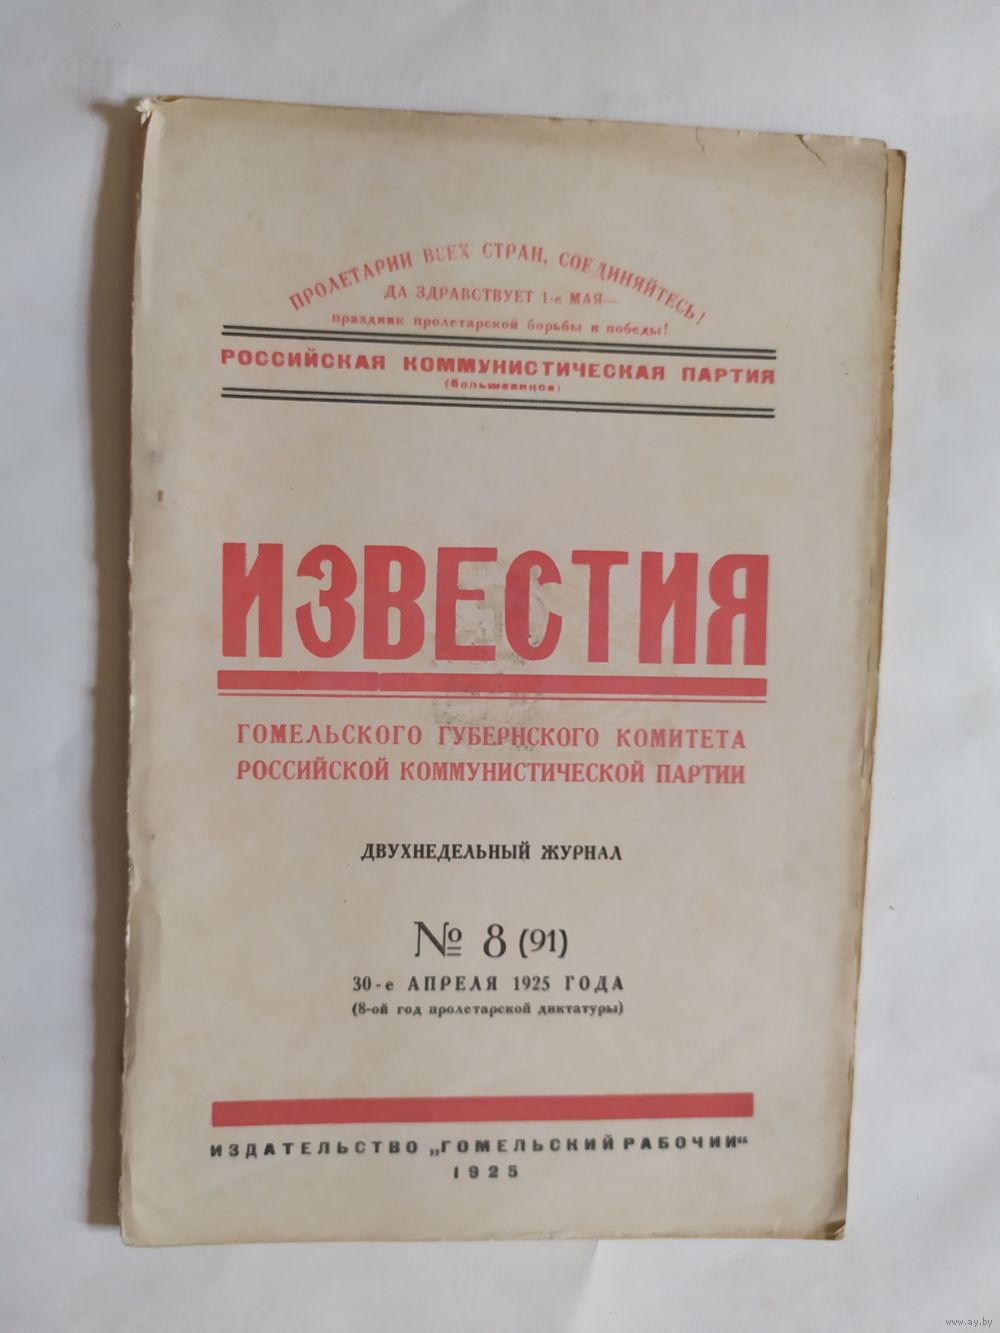 ПРОЛЕТАРИИ ВСЕХ СТРАН, СОЕДИНЯЙТЕСЬ!
ДА ЗДРАВСТВУЕТ 1-е МАЯ—
праздник пролетарской борьбы и победы!
РОССИЙСКАЯ КОММУНИСТИЧЕСКАЯ ПАРТИЯ
(большевиков)
ИЗВЕСТИЯ
ГОМЕЛЬСКОГО ГУБЕРНСКОГО КОМИТЕТА
РОССИЙСКОЙ КОММУНИСТИЧЕСКОЙ ПАРТИИ
ДВУХНЕДЕЛЬНЫЙ ЖУРНАЛ
№ 8 (91)
30-е АПРЕЛЯ 1925 ГОДА
(8-ой год пролетарской диктатуры)
ИЗДАТЕЛЬСТВО „ГОМЕЛЬСКИЙ РАБОЧИЙ“
1925
www.ay.by